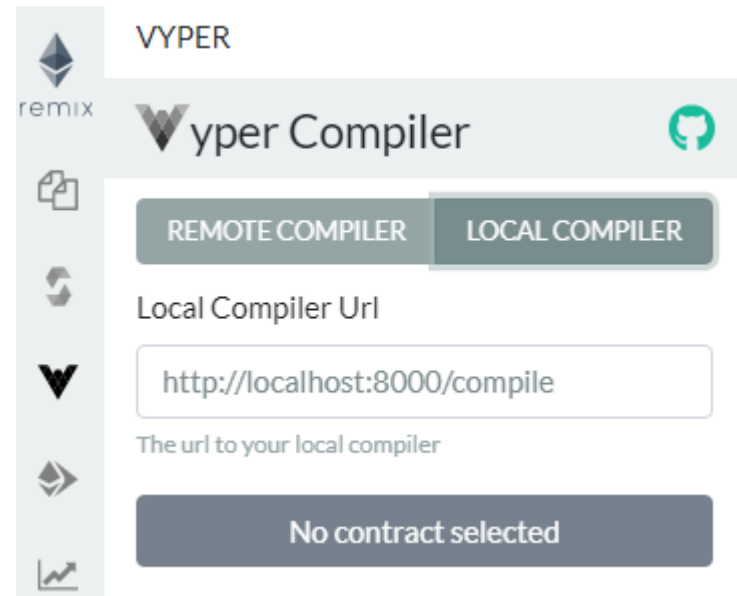 VYPER
remix
Vyper Compiler
REMOTE COMPILER LOCAL COMPILER
Local Compiler Url
http://localhost:8000/compile
The url to your local compiler
No contract selected